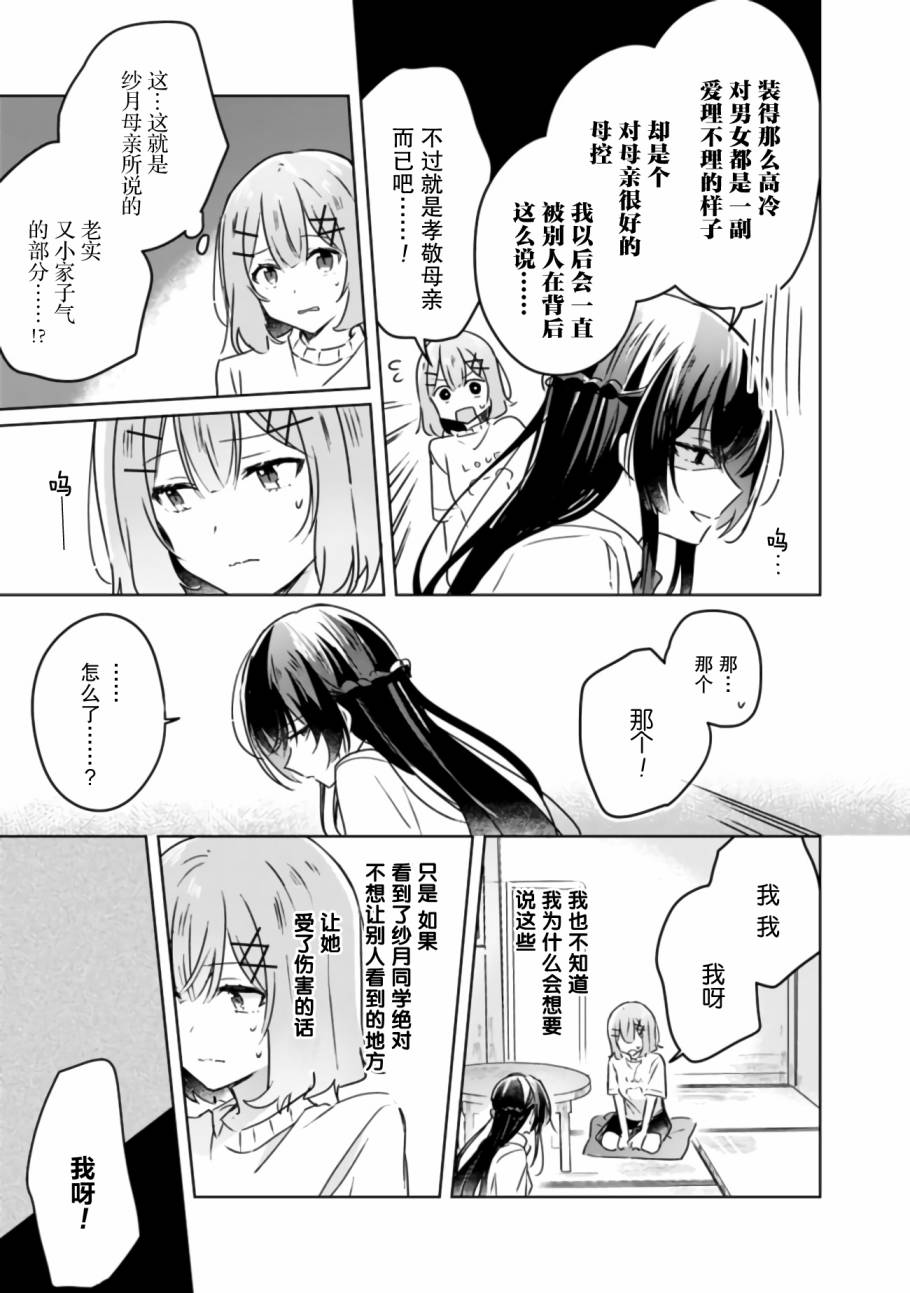 装得那么高冷
对男女都是一副
爱理不理的样子
却是个
对母亲很好的
母控
我以后会一直
被别人在背后
这么说……
不过就是孝敬母亲
而已吧……！
LOVE
呜…
这…这就是
纱月母亲所说的
老实
又小家子气
的部分……!?
呜——
那…
那个
那个！
……
怎么了……？
我
我
我呀
我也不知道
我为什么会想要
说这些
只是 如果
看到了纱月同学绝对
不想让别人看到的地方
让她
受了伤害的话
我呀！